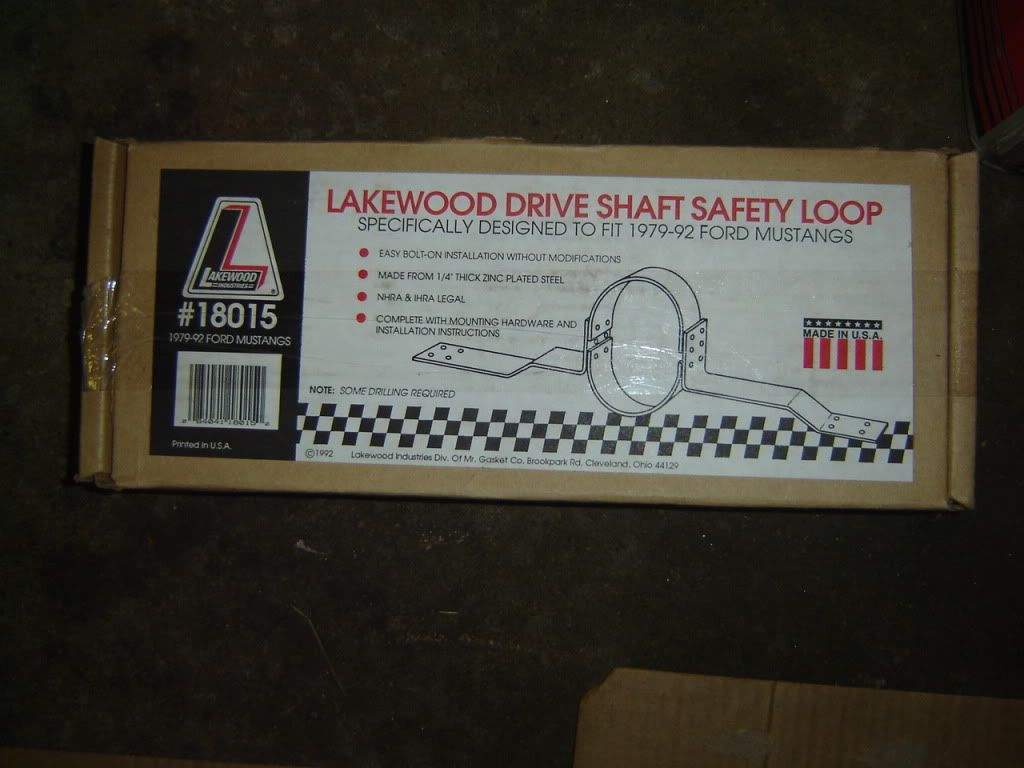 LAKEWOOD DRIVE SHAFT SAFETY LOOP
SPECIFICALLY DESIGNED TO FIT 1979-92 FORD MUSTANGS
EASY BOLT-ON INSTALLATION WITHOUT MODIFICATIONS
MADE FROM 1/4" THICK ZINC PLATED STEEL
NHRA & IHRA LEGAL
COMPLETE WITH MOUNTING HARDWARE AND
INSTALLATION INSTRUCTIONS
NOTE: SOME DRILLING REQUIRED
LAKEWOOD
INDUSTRIES
#18015
1979-92 FORD MUSTANGS
Printed in U.S.A.
MADE IN U.S.A.
©1992 Lakewood Industries Div. Of Mr. Gasket Co. Brookpark Rd. Cleveland, Ohio 44129